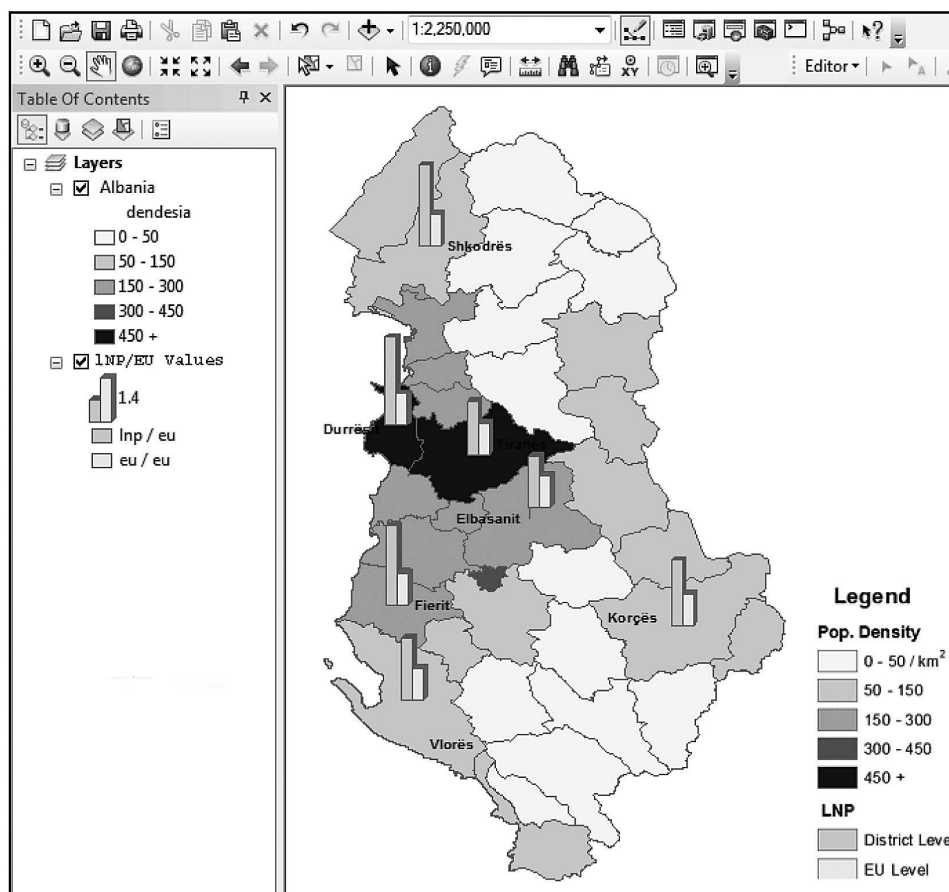 1:2,250,000
XY
Editor
Table Of Contents
Layers
Albania
dendesia
0 - 50
50 - 150
150 - 300
300 - 450
450 +
lNP/EU Values
1.4
lnp / eu
eu / eu
Shkodrës
Durrësit
Tiranës
Elbasanit
Fierit
Korçës
Vlorës
Legend
Pop. Density
0 - 50 / km²
50 - 150
150 - 300
300 - 450
450 +
LNP
District Leve
EU Level